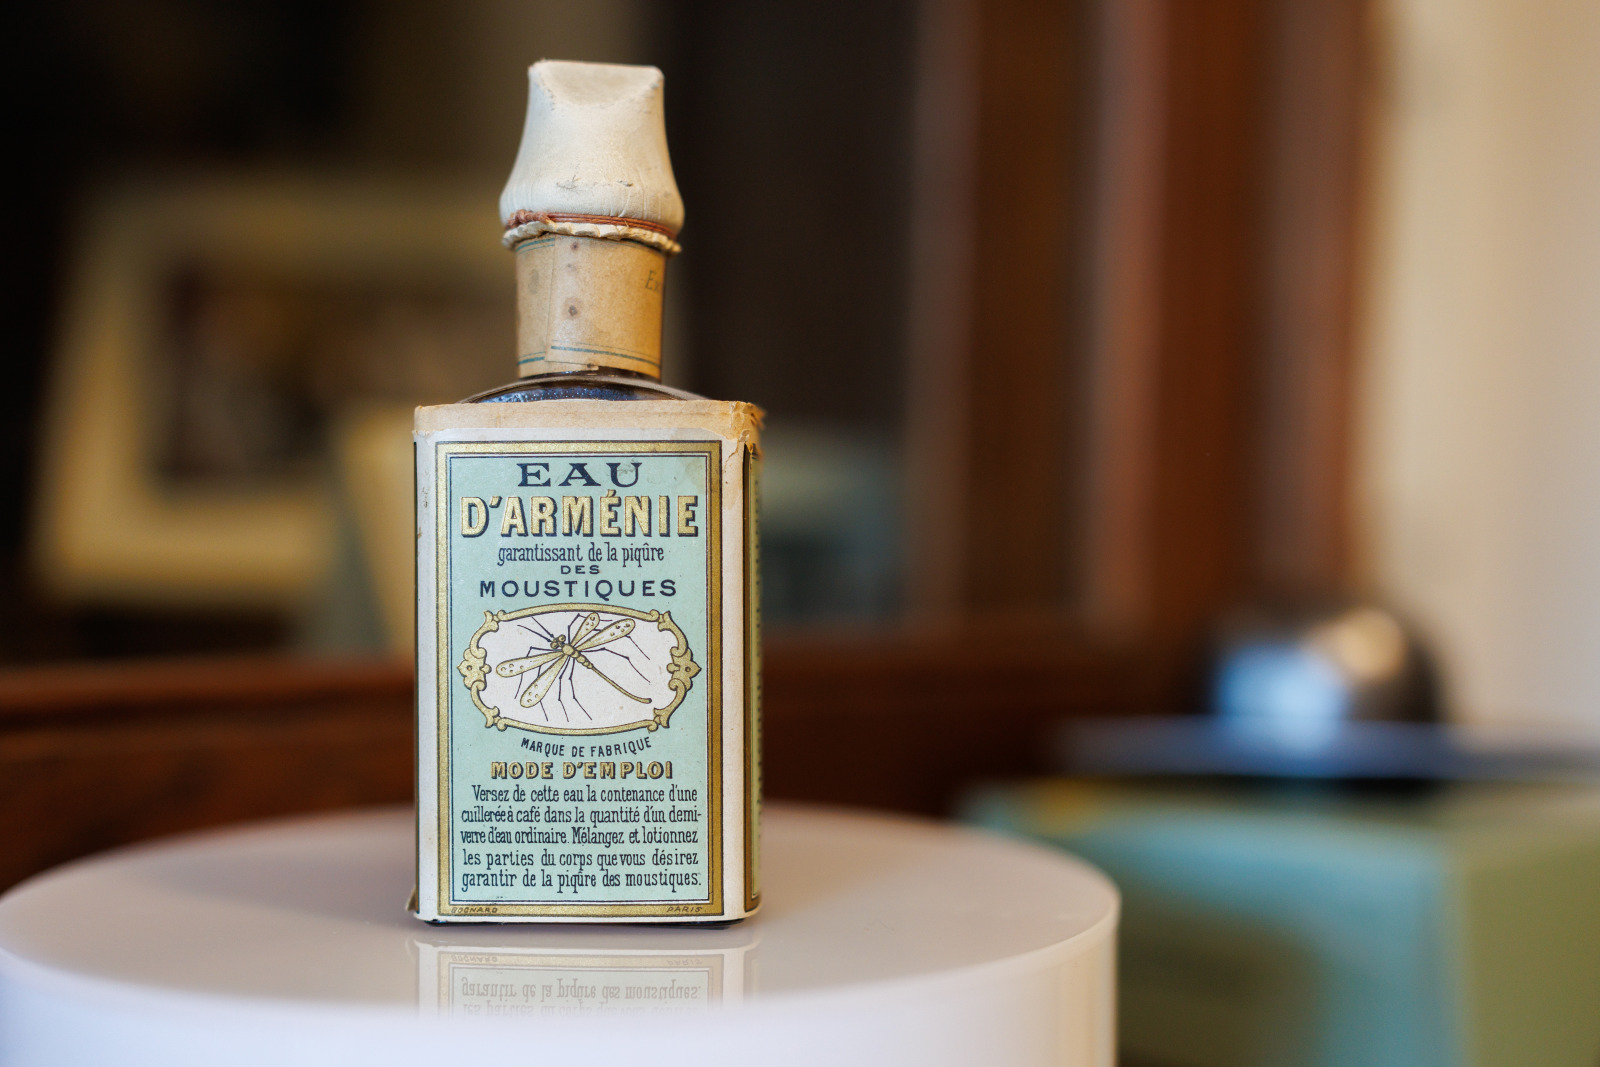 EAU
D'ARMÉNIE
garantissant de la piqûre
DES
MOUSTIQUES
MARQUE DE FABRIQUE
MODE D'EMPLOI
Versez de cette eau la contenance d'une
cuillerée à café dans la quantité d'un demi-
verre d'eau ordinaire. Mélangez et lotionnez
les parties du corps que vous désirez
garantir de la piqûre des moustiques.
BOGNARD PARIS